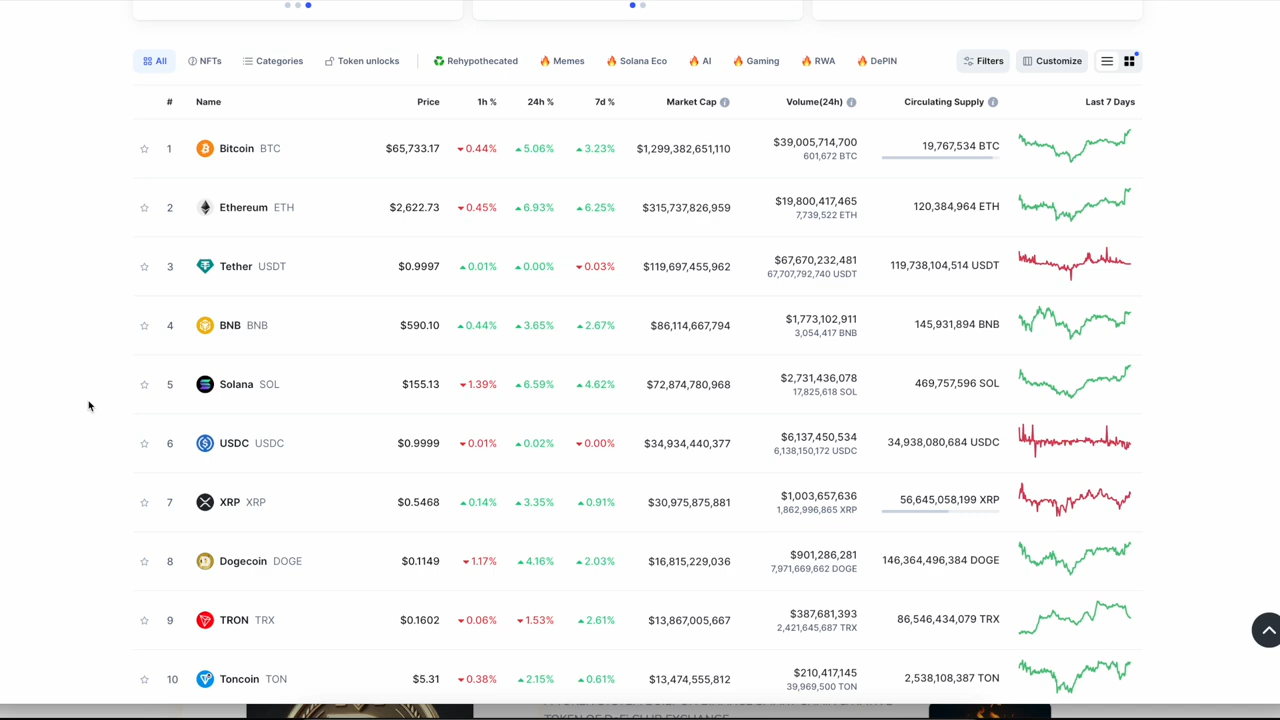 All NFTs Categories Token unlocks Rehypothecated Memes Solana Eco AI Gaming RWA DePIN Filters Customize
# Name Price 1h % 24h % 7d % Market Cap Volume(24h) Circulating Supply Last 7 Days
1 Bitcoin BTC $65,733.17 0.44% 5.06% 3.23% $1,299,382,651,110 $39,005,714,700 19,767,534 BTC
601,672 BTC
2 Ethereum ETH $2,622.73 0.45% 6.93% 6.25% $315,737,826,959 $19,800,417,465 120,384,964 ETH
7,739,522 ETH
3 Tether USDT $0.9997 0.01% 0.00% 0.03% $119,697,455,962 $67,670,232,481 119,738,104,514 USDT
67,707,792,740 USDT
4 BNB BNB $590.10 0.44% 3.65% 2.67% $86,114,667,794 $1,773,102,911 145,931,894 BNB
3,054,417 BNB
5 Solana SOL $155.13 1.39% 6.59% 4.62% $72,874,780,968 $2,731,436,078 469,757,596 SOL
17,825,618 SOL
6 USDC USDC $0.9999 0.01% 0.02% 0.00% $34,934,440,377 $6,137,450,534 34,938,080,684 USDC
6,138,150,172 USDC
7 XRP XRP $0.5468 0.14% 3.35% 0.91% $30,975,875,881 $1,003,657,636 56,645,058,199 XRP
1,862,996,865 XRP
8 Dogecoin DOGE $0.1149 1.17% 4.16% 2.03% $16,815,229,036 $901,286,281 146,364,496,384 DOGE
7,971,669,662 DOGE
9 TRON TRX $0.1602 0.06% 1.53% 2.61% $13,867,005,667 $387,681,393 86,546,434,079 TRX
2,421,645,687 TRX
10 Toncoin TON $5.31 0.38% 2.15% 0.61% $13,474,555,812 $210,417,145 2,538,108,387 TON
39,969,500 TON
TOKEN OF DeFi CLUB EXCHANGE